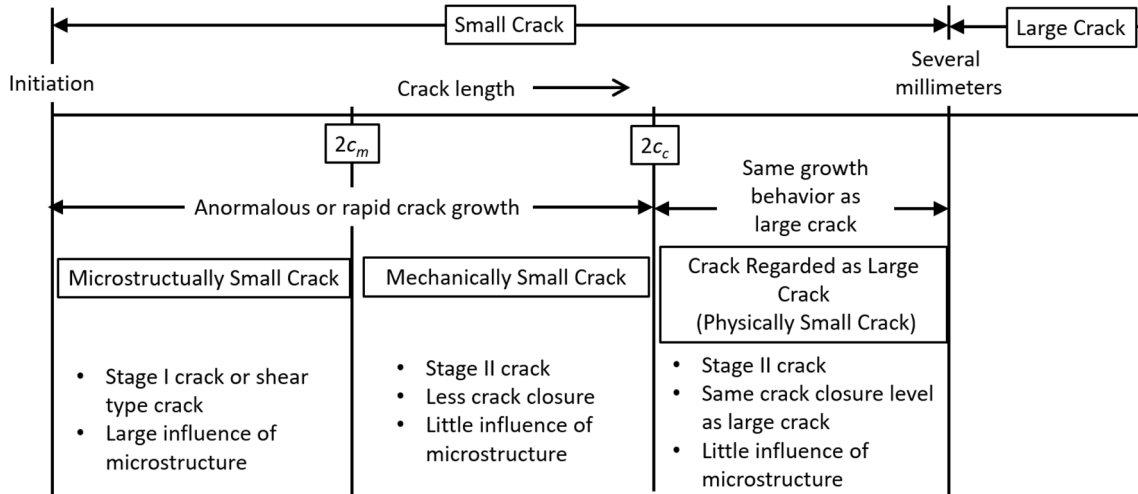 Small Crack
Large Crack
Initiation
Crack length
Several
millimeters
2cm
2cc
Anormalous or rapid crack growth
Same growth
behavior as
large crack
Microstructually Small Crack
Mechanically Small Crack
Crack Regarded as Large
Crack
(Physically Small Crack)
• Stage I crack or shear
type crack
• Large influence of
microstructure
• Stage II crack
• Less crack closure
• Little influence of
microstructure
• Stage II crack
• Same crack closure level
as large crack
• Little influence of
microstructure